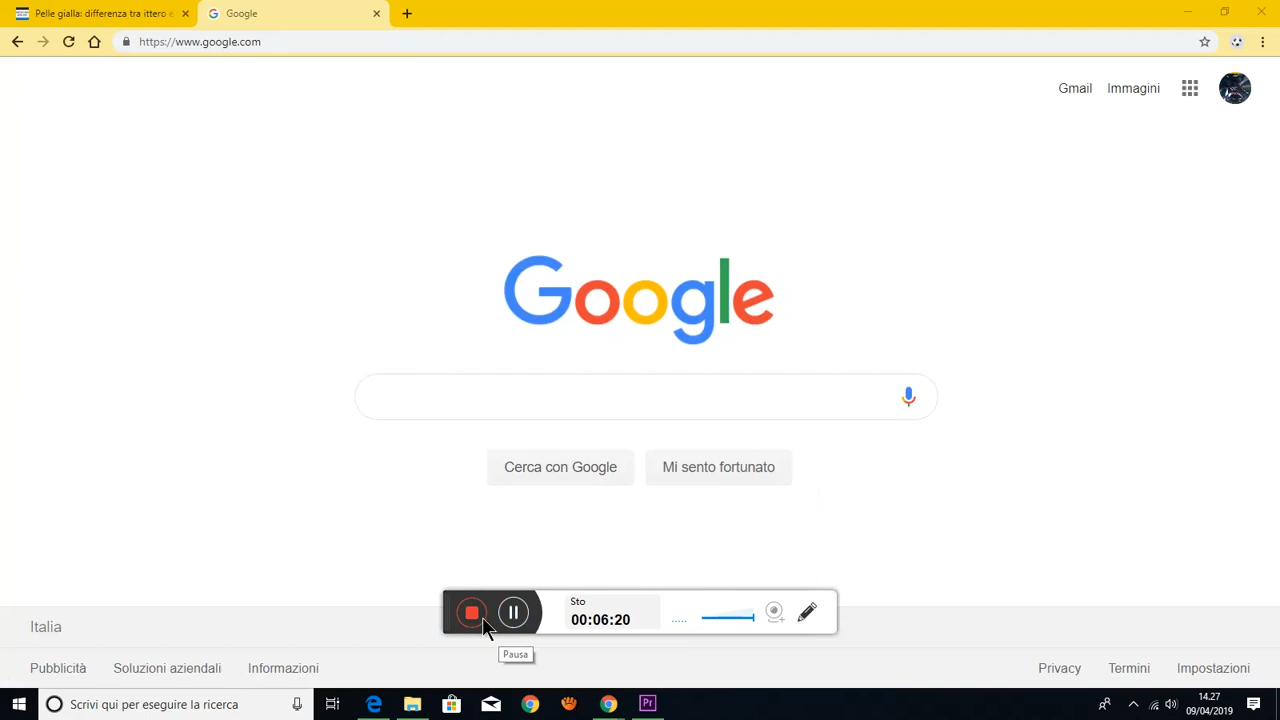 Pelle gialla: differenza tra ittero e
Google
https://www.google.com
Gmail Immagini
Google
Cerca con Google Mi sento fortunato
Sto
00:06:20
Pausa
Italia
Pubblicità Soluzioni aziendali Informazioni Privacy Termini Impostazioni
Scrivi qui per eseguire la ricerca
Pr
14.27
09/04/2019